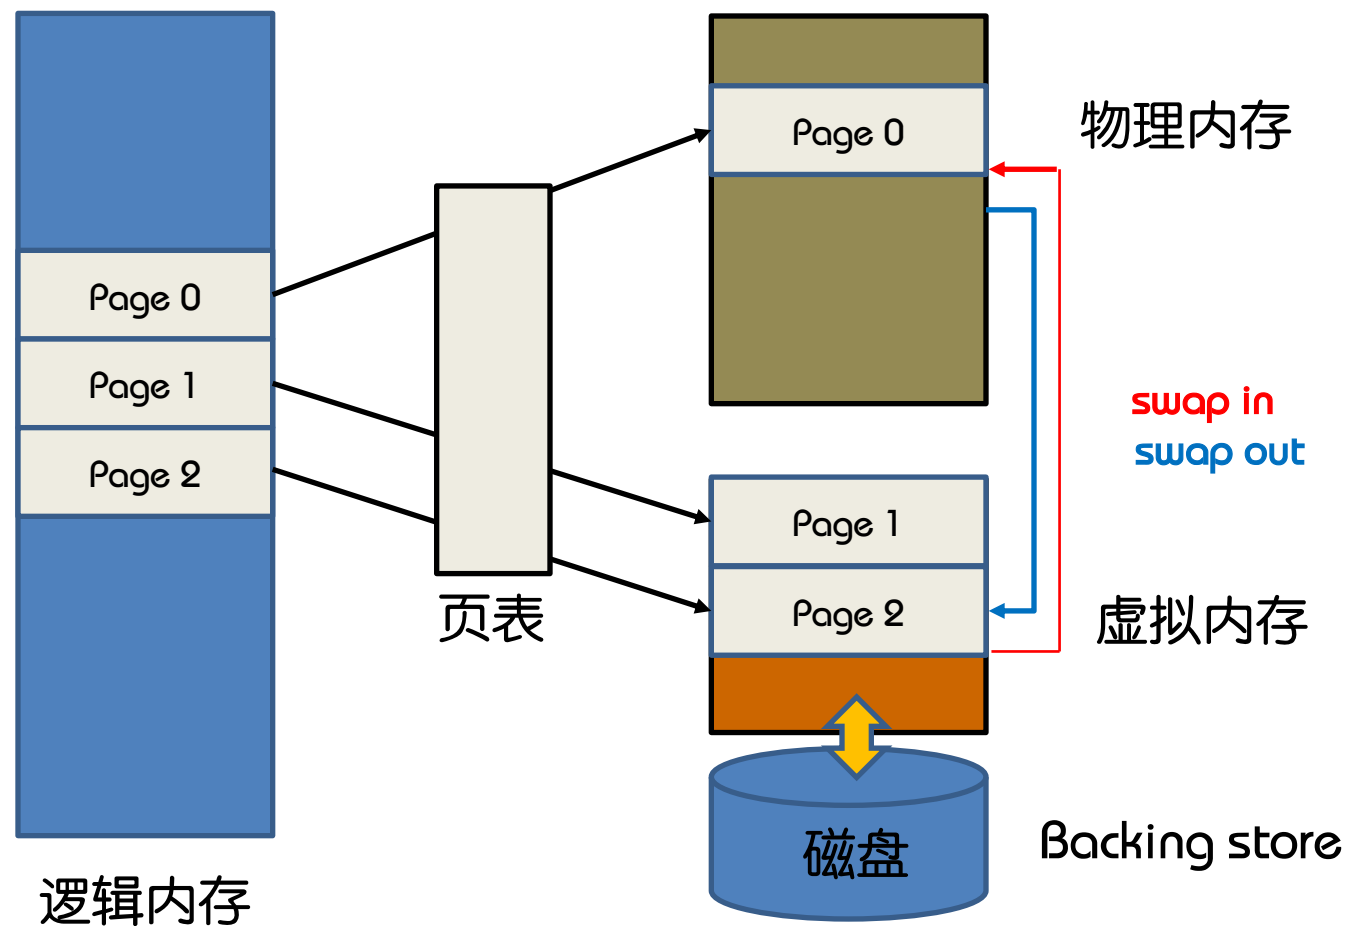 Page 0
Page 1
Page 2
逻辑内存
页表
Page 0
物理内存
swap in
swap out
Page 1
Page 2
虚拟内存
磁盘
Backing store